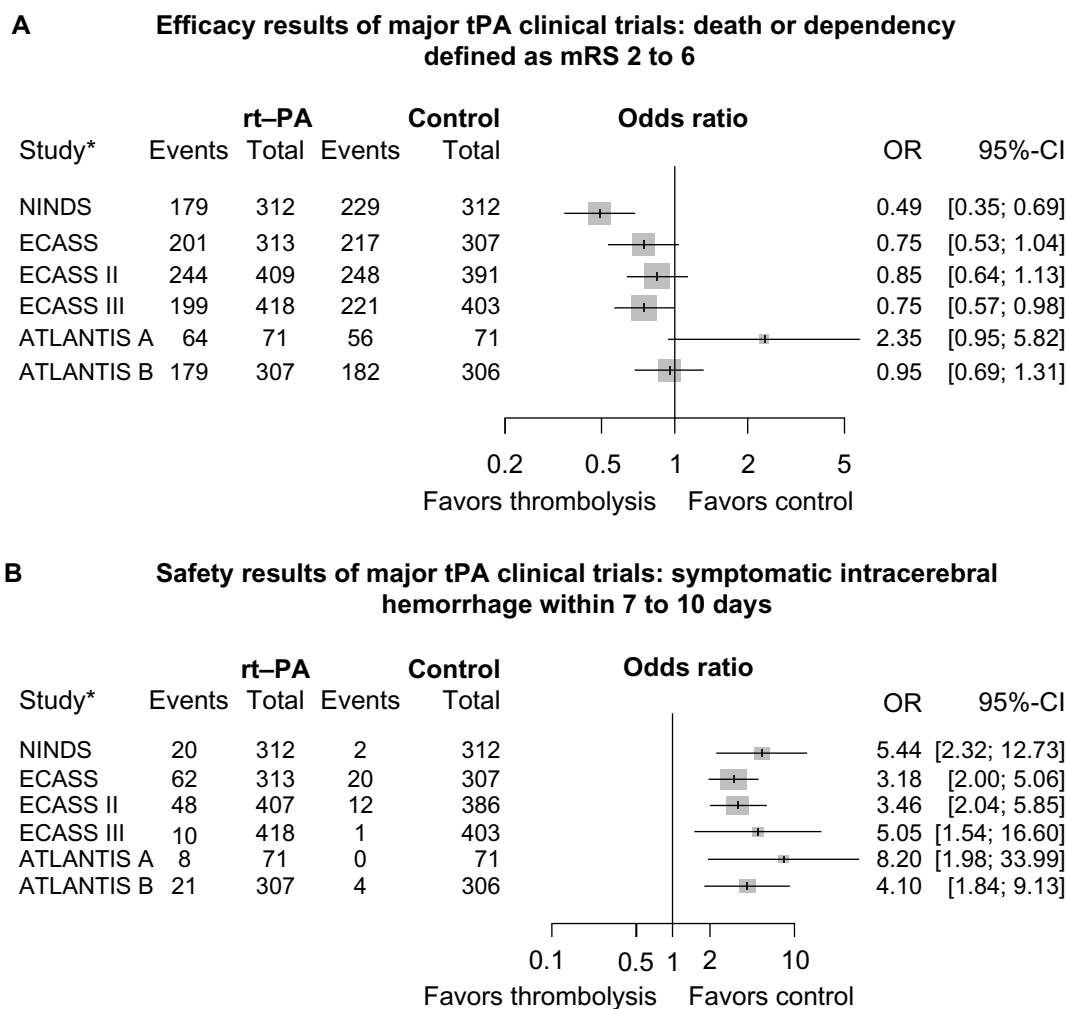 A
Efficacy results of major tPA clinical trials: death or dependency
defined as mRS 2 to 6
rt–PA Control Odds ratio
Study* Events Total Events Total OR 95%-CI
NINDS 179 312 229 312 0.49 [0.35; 0.69]
ECASS 201 313 217 307 0.75 [0.53; 1.04]
ECASS II 244 409 248 391 0.85 [0.64; 1.13]
ECASS III 199 418 221 403 0.75 [0.57; 0.98]
ATLANTIS A 64 71 56 71 2.35 [0.95; 5.82]
ATLANTIS B 179 307 182 306 0.95 [0.69; 1.31]
0.2 0.5 1 2 5
Favors thrombolysis Favors control
B
Safety results of major tPA clinical trials: symptomatic intracerebral
hemorrhage within 7 to 10 days
rt–PA Control Odds ratio
Study* Events Total Events Total OR 95%-CI
NINDS 20 312 2 312 5.44 [2.32; 12.73]
ECASS 62 313 20 307 3.18 [2.00; 5.06]
ECASS II 48 407 12 386 3.46 [2.04; 5.85]
ECASS III 10 418 1 403 5.05 [1.54; 16.60]
ATLANTIS A 8 71 0 71 8.20 [1.98; 33.99]
ATLANTIS B 21 307 4 306 4.10 [1.84; 9.13]
0.1 0.5 1 2 10
Favors thrombolysis Favors control